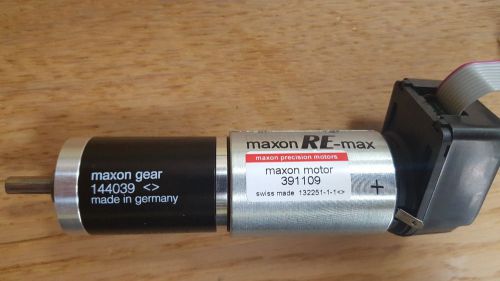 maxon gear
144039 <>
made in germany
maxon RE-max
maxon precision motors
maxon motor
391109
swiss made 132251-1-1<>
+